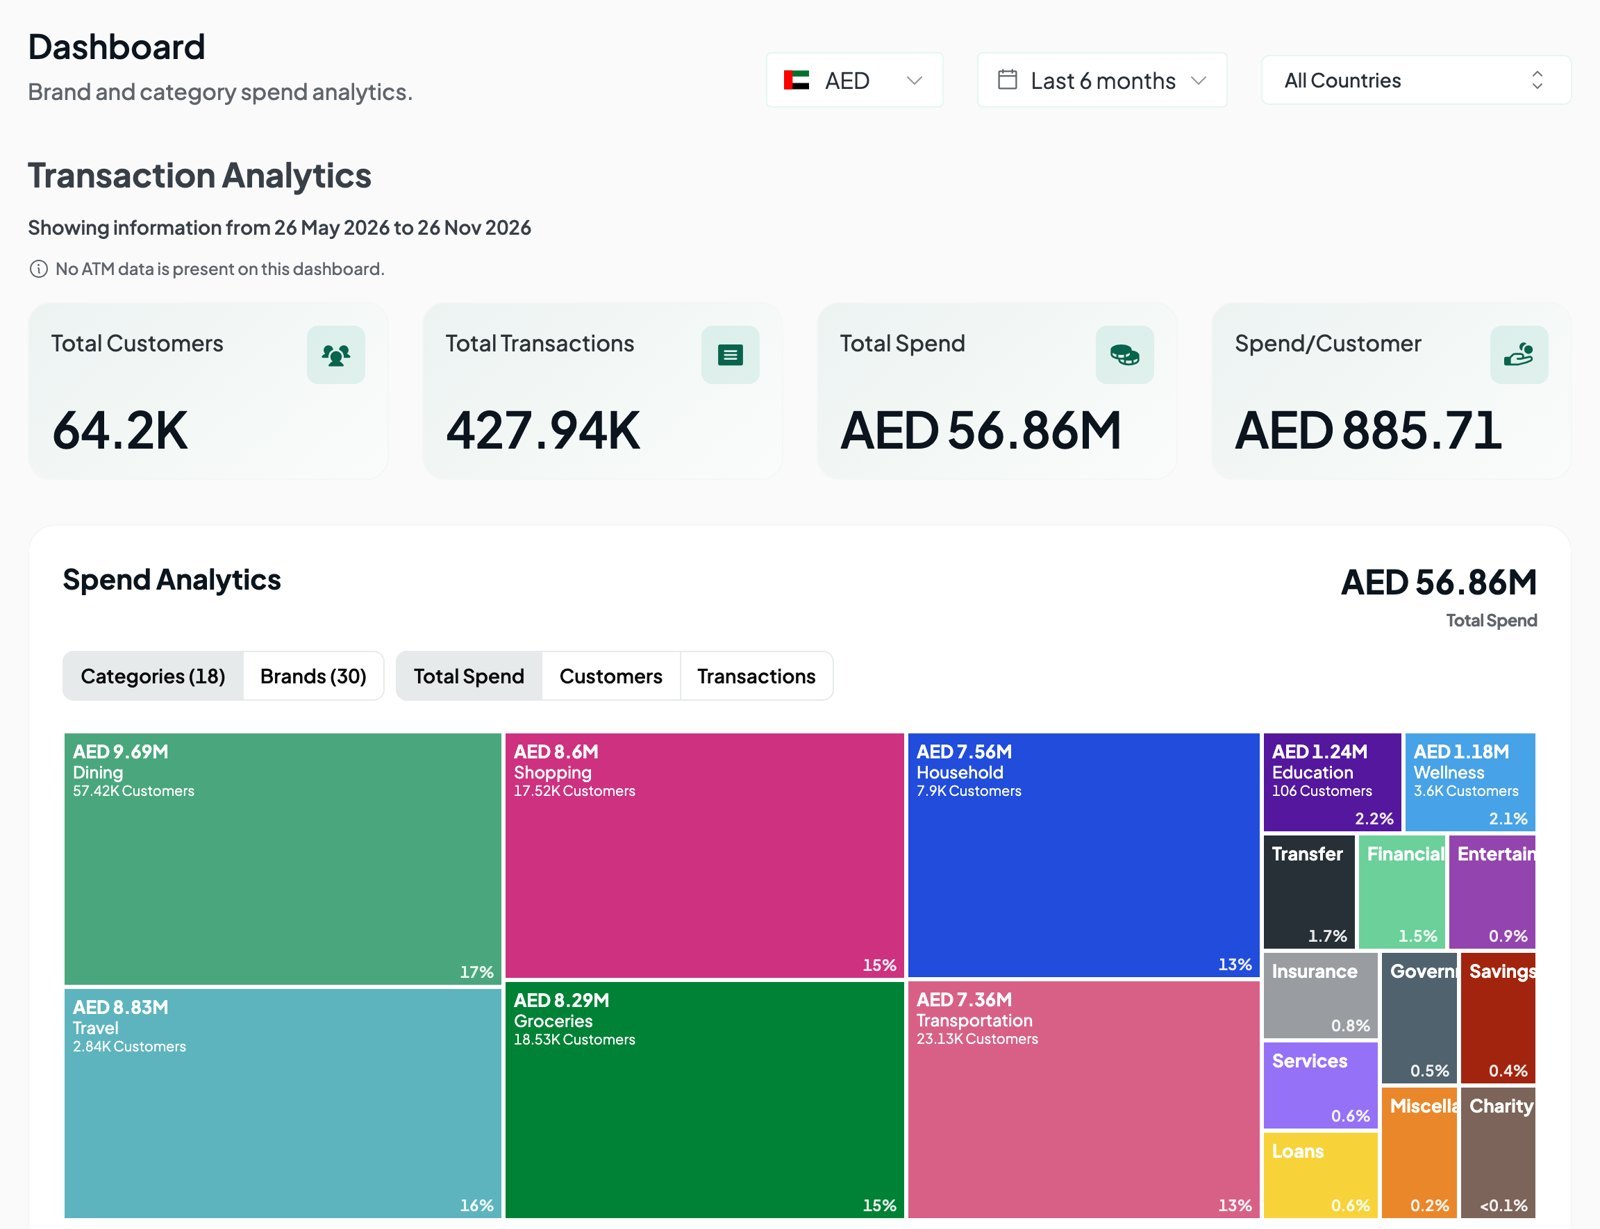 Dashboard
Brand and category spend analytics.
AED
Last 6 months
All Countries
Transaction Analytics
Showing information from 26 May 2026 to 26 Nov 2026
No ATM data is present on this dashboard.
Total Customers
64.2K
Total Transactions
427.94K
Total Spend
AED 56.86M
Spend/Customer
AED 885.71
Spend Analytics
AED 56.86M
Total Spend
Categories (18)
Brands (30)
Total Spend
Customers
Transactions
AED 9.69M
Dining
57.42K Customers
17%
AED 8.83M
Travel
2.84K Customers
16%
AED 8.6M
Shopping
17.52K Customers
15%
AED 8.29M
Groceries
18.53K Customers
15%
AED 7.56M
Household
7.9K Customers
13%
AED 7.36M
Transportation
23.13K Customers
13%
AED 1.24M
Education
106 Customers
2.2%
AED 1.18M
Wellness
3.6K Customers
2.1%
Transfer
1.7%
Financial
1.5%
Entertain
0.9%
Insurance
0.8%
Services
0.6%
Loans
0.6%
Govern
0.5%
Savings
0.4%
Miscella
0.2%
Charity
<0.1%